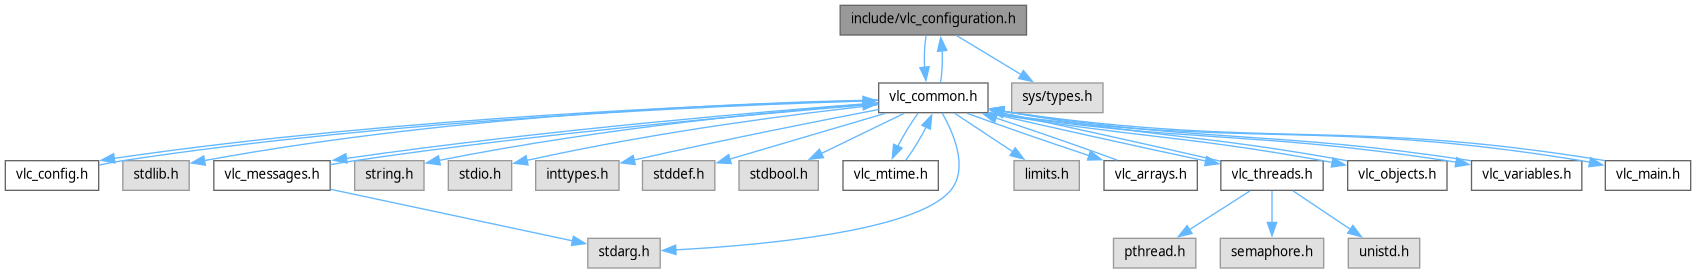 include/vlc_configuration.h
vlc_common.h
sys/types.h
vlc_config.h
stdlib.h
vlc_messages.h
string.h
stdio.h
inttypes.h
stddef.h
stdbool.h
vlc_mtime.h
limits.h
vlc_arrays.h
vlc_threads.h
vlc_objects.h
vlc_variables.h
vlc_main.h
stdarg.h
pthread.h
semaphore.h
unistd.h